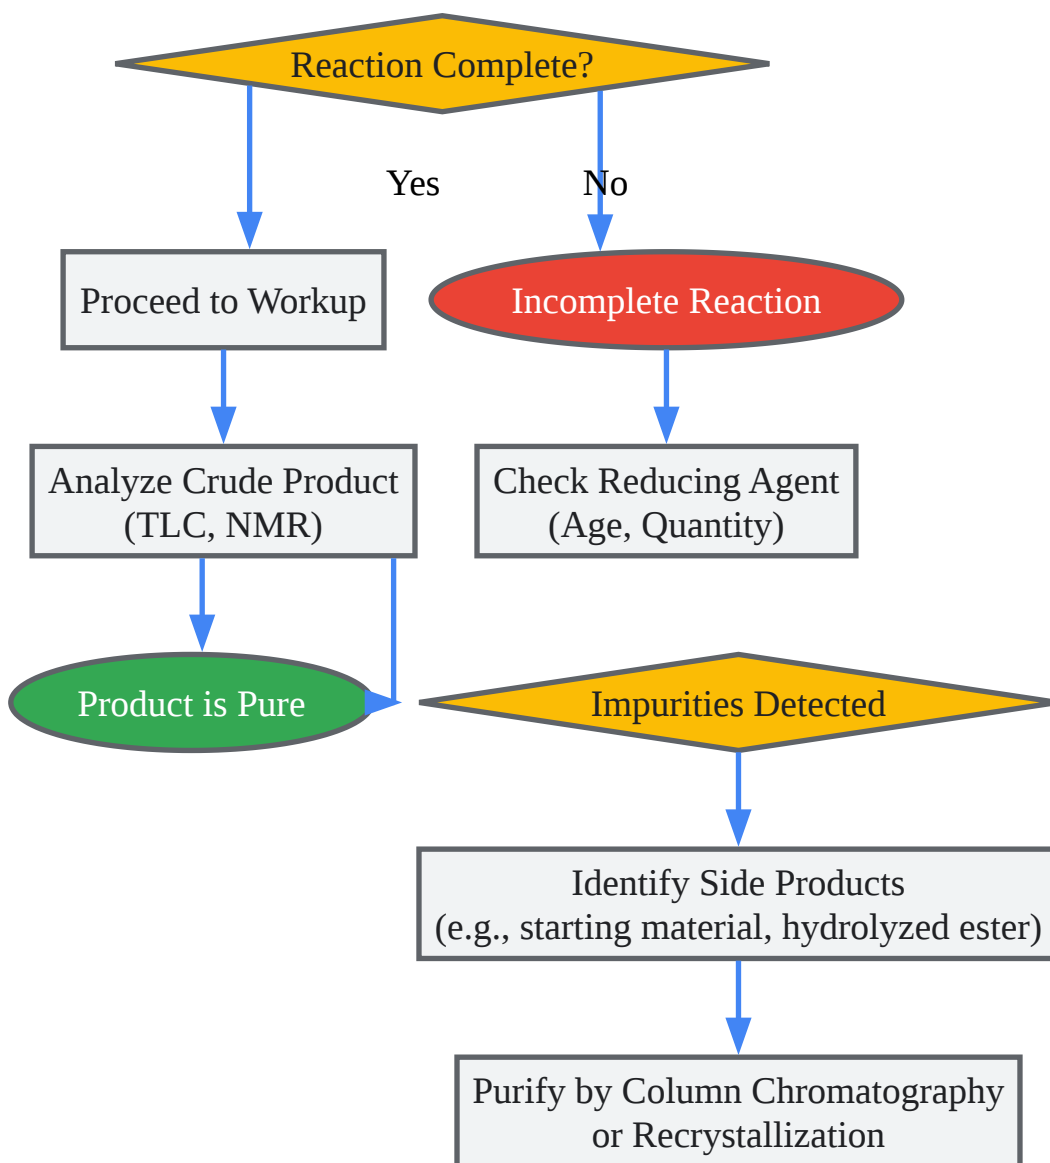 Reaction Complete?
Yes
No
Proceed to Workup
Incomplete Reaction
Analyze Crude Product
(TLC, NMR)
Check Reducing Agent
(Age, Quantity)
Product is Pure
Impurities Detected
Identify Side Products
(e.g., starting material, hydrolyzed ester)
Purify by Column Chromatography
or Recrystallization